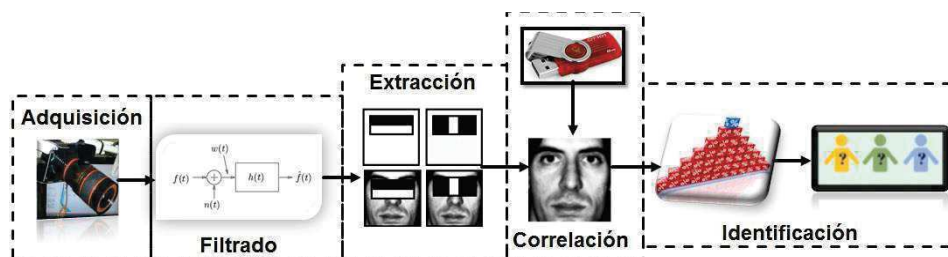 Adquisición
w(t)
f(t)
h(t)
f̂(t)
n(t)
Filtrado
Extracción
Correlación
? ? ?
Identificación